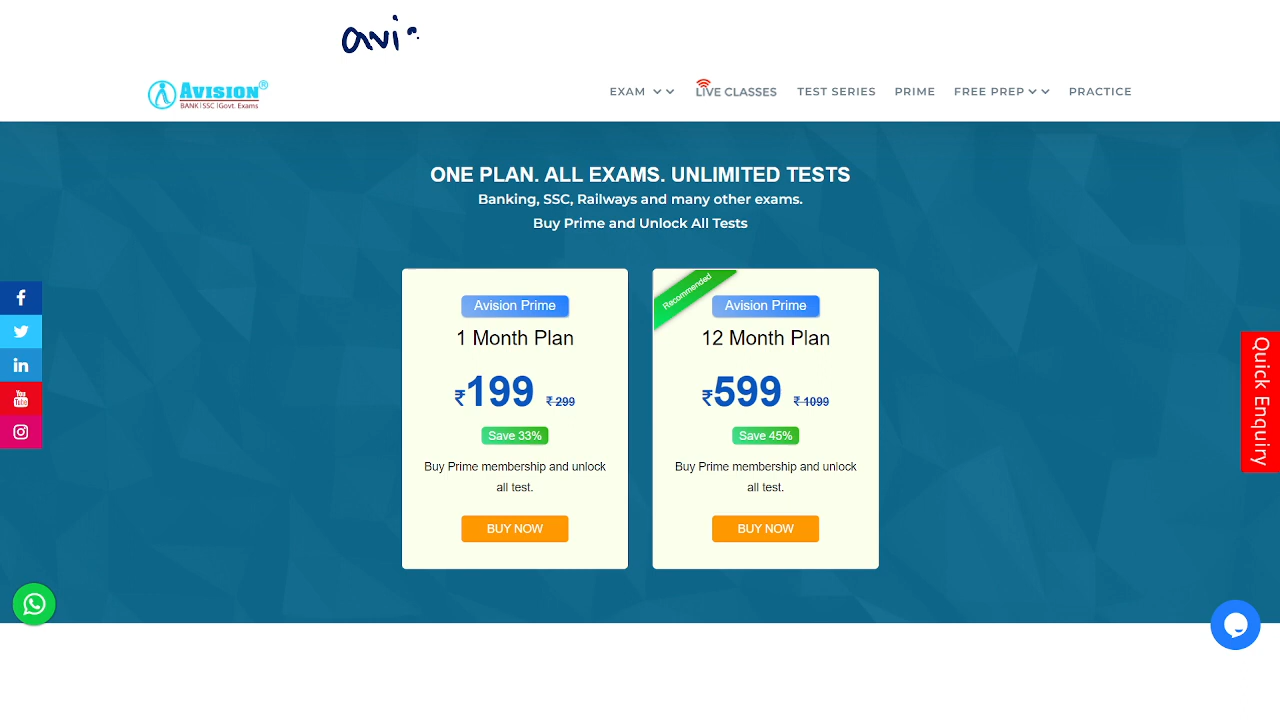 avi
AVISION®
BANK|SSC|Govt. Exams
EXAM
LIVE CLASSES
TEST SERIES
PRIME
FREE PREP
PRACTICE
ONE PLAN. ALL EXAMS. UNLIMITED TESTS
Banking, SSC, Railways and many other exams.
Buy Prime and Unlock All Tests
Avision Prime
1 Month Plan
₹199 ₹ 299
Save 33%
Buy Prime membership and unlock
all test.
BUY NOW
Recommended
Avision Prime
12 Month Plan
₹599 ₹ 1099
Save 45%
Buy Prime membership and unlock
all test.
BUY NOW
You
Tube
Quick Enquiry